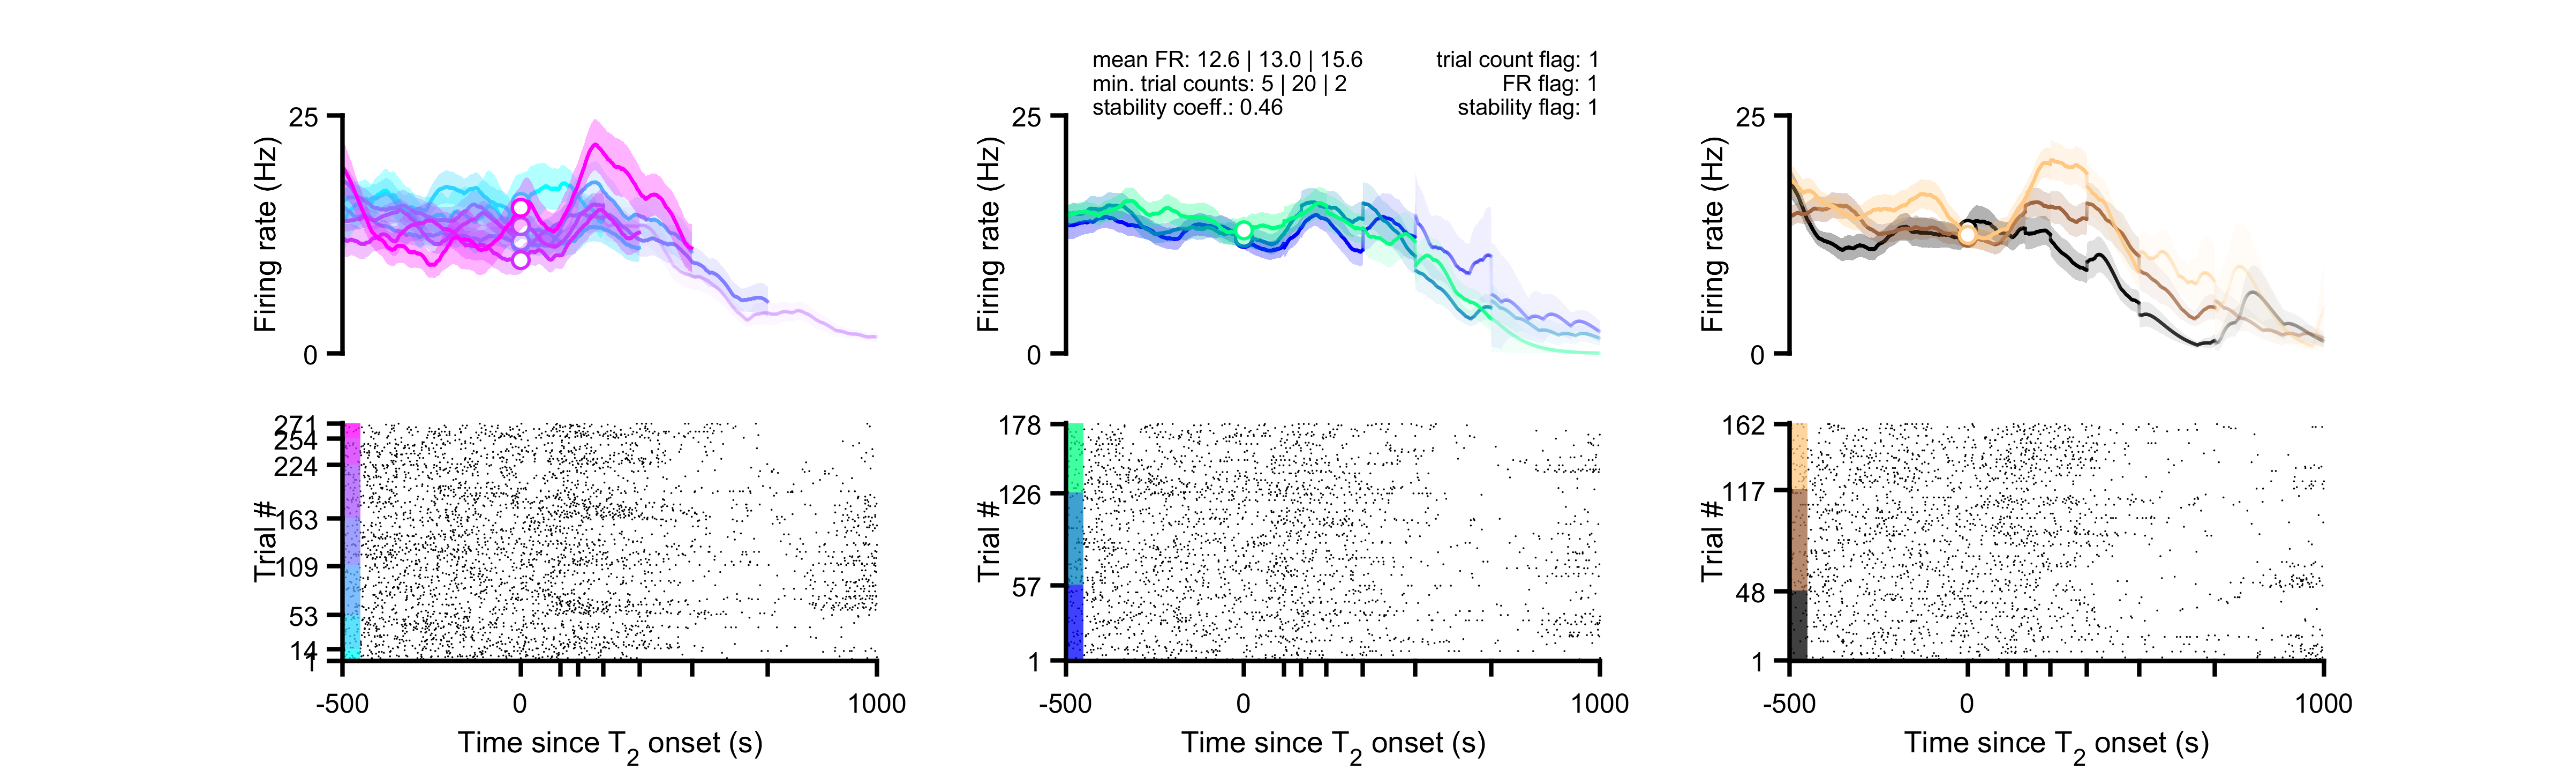 mean FR: 12.6 | 13.0 | 15.6
min. trial counts: 5 | 20 | 2
stability coeff.: 0.46
trial count flag: 1
FR flag: 1
stability flag: 1
25
Firing rate (Hz)
0
25
Firing rate (Hz)
0
25
Firing rate (Hz)
0
271
254
224
163
109
53
14
1
Trial #
-500
0
1000
Time since T2 onset (s)
178
126
57
1
Trial #
-500
0
1000
Time since T2 onset (s)
162
117
48
1
Trial #
-500
0
1000
Time since T2 onset (s)